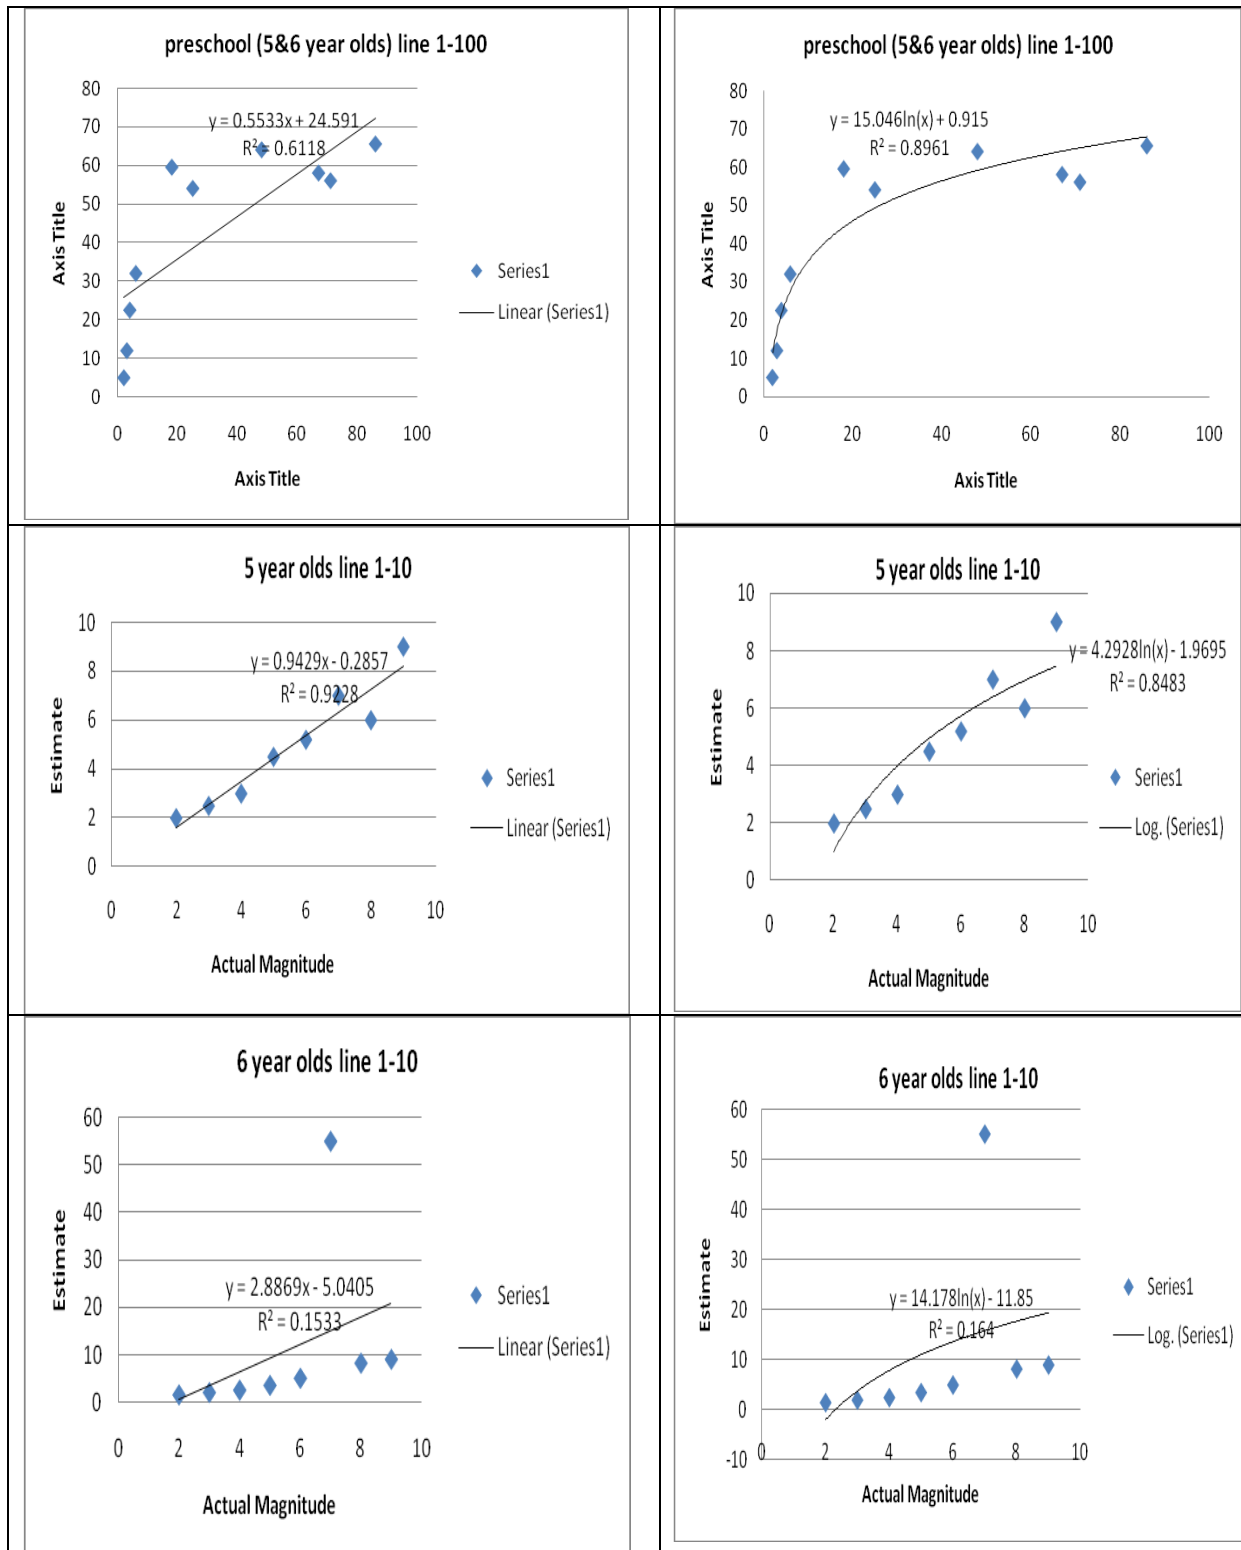 preschool (5&6 year olds) line 1-100
80
70
60
50
40
30
20
10
0
y = 0.5533x + 24.591
R² = 0.6118
Axis Title
Series1
Linear (Series1)
0 20 40 60 80 100
Axis Title
preschool (5&6 year olds) line 1-100
80
70
60
50
40
30
20
10
0
y = 15.046ln(x) + 0.915
R² = 0.8961
Axis Title
0 20 40 60 80 100
Axis Title
5 year olds line 1-10
10
8
6
4
2
0
y = 0.9429x - 0.2857
R² = 0.9228
Estimate
Series1
Linear (Series1)
0 2 4 6 8 10
Actual Magnitude
5 year olds line 1-10
10
8
6
4
2
0
y = 4.2928ln(x) - 1.9695
R² = 0.8483
Estimate
Series1
Log. (Series1)
0 2 4 6 8 10
Actual Magnitude
6 year olds line 1-10
60
50
40
30
20
10
0
y = 2.8869x - 5.0405
R² = 0.1533
Estimate
Series1
Linear (Series1)
0 2 4 6 8 10
Actual Magnitude
6 year olds line 1-10
60
50
40
30
20
10
0
-10
y = 14.178ln(x) - 11.85
R² = 0.164
Estimate
Series1
Log. (Series1)
0 2 4 6 8 10
Actual Magnitude